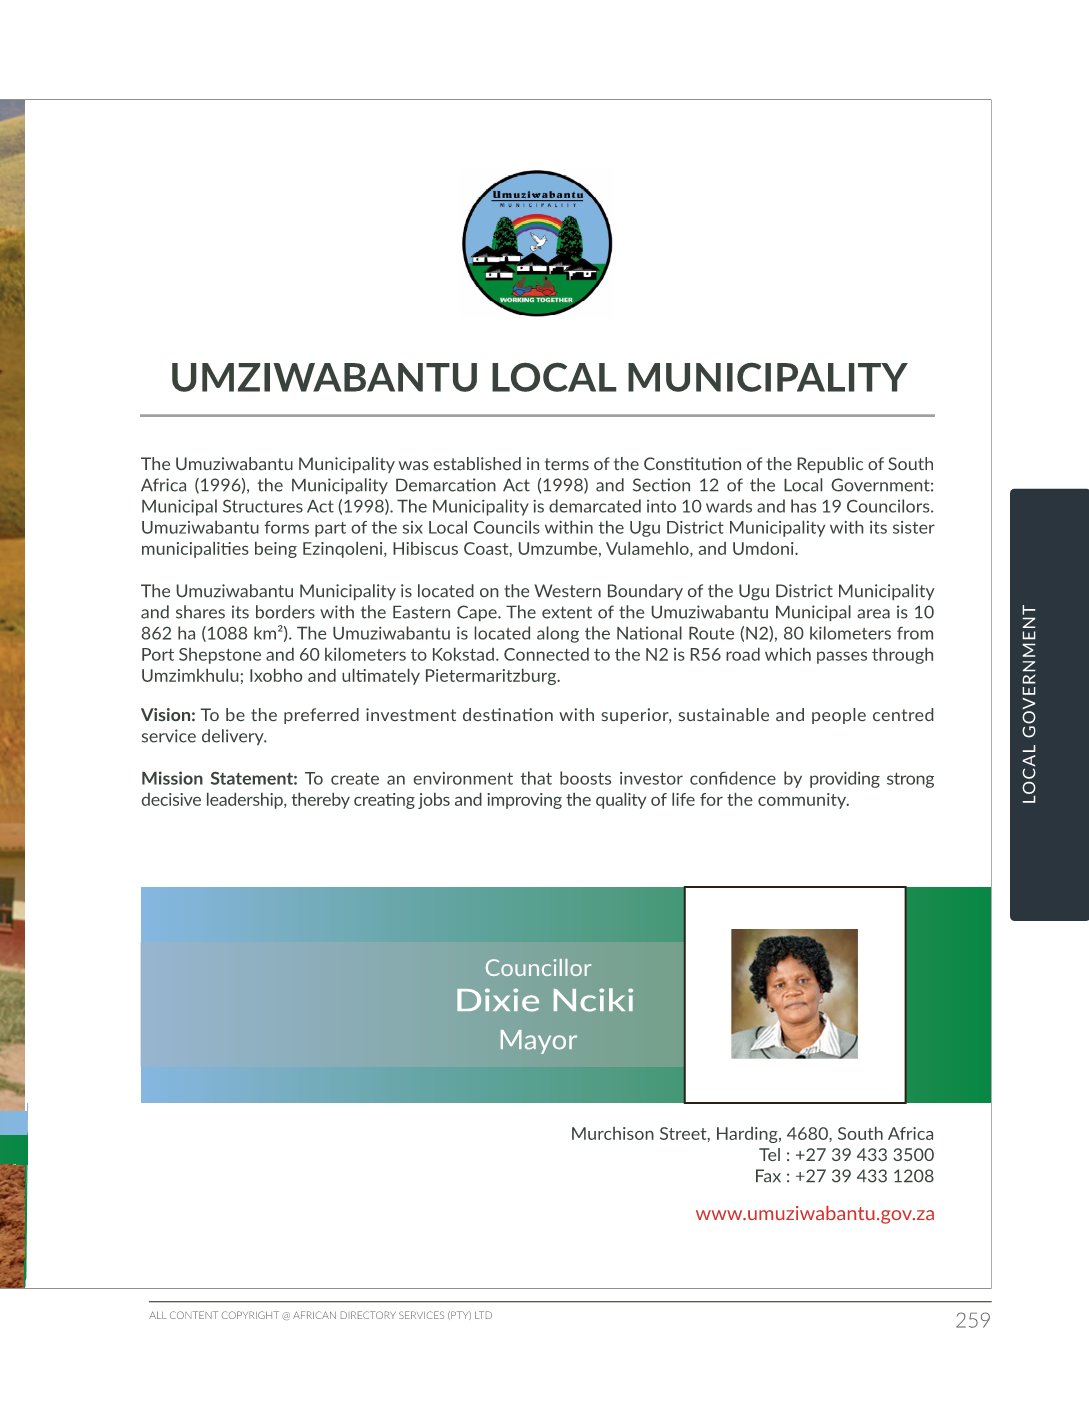 Umuziwabantu
MUNICIPALITY
WORKING TOGETHER
UMZIWABANTU LOCAL MUNICIPALITY
The Umuziwabantu Municipality was established in terms of the Constitution of the Republic of South
Africa (1996), the Municipality Demarcation Act (1998) and Section 12 of the Local Government:
Municipal Structures Act (1998). The Municipality is demarcated into 10 wards and has 19 Councilors.
Umuziwabantu forms part of the six Local Councils within the Ugu District Municipality with its sister
municipalities being Ezinqoleni, Hibiscus Coast, Umzumbe, Vulamehlo, and Umdoni.
The Umuziwabantu Municipality is located on the Western Boundary of the Ugu District Municipality
and shares its borders with the Eastern Cape. The extent of the Umuziwabantu Municipal area is 10
862 ha (1088 km²). The Umuziwabantu is located along the National Route (N2), 80 kilometers from
Port Shepstone and 60 kilometers to Kokstad. Connected to the N2 is R56 road which passes through
Umzimkhulu; Ixobho and ultimately Pietermaritzburg.
Vision: To be the preferred investment destination with superior, sustainable and people centred
service delivery.
Mission Statement: To create an environment that boosts investor confidence by providing strong
decisive leadership, thereby creating jobs and improving the quality of life for the community.
LOCAL GOVERNMENT
Councillor
Dixie Nciki
Mayor
Murchison Street, Harding, 4680, South Africa
Tel : +27 39 433 3500
Fax : +27 39 433 1208
www.umuziwabantu.gov.za
ALL CONTENT COPYRIGHT @ AFRICAN DIRECTORY SERVICES (PTY) LTD
259